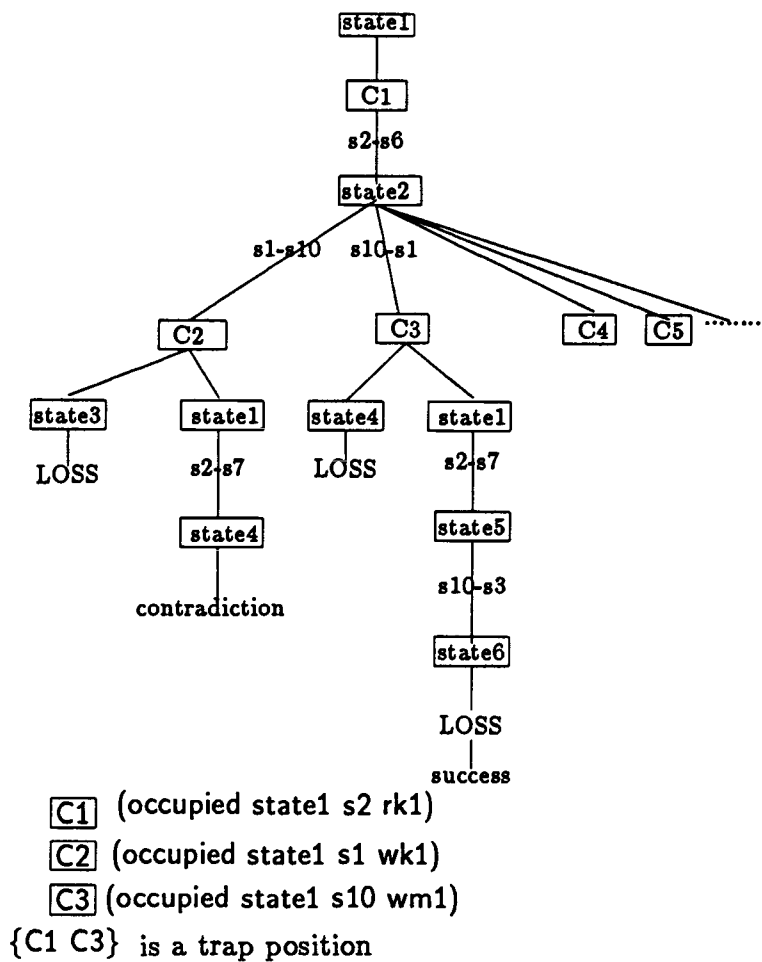 state1
C1
s2-s6
state2
s1-s10 s10-s1
C2 C3 C4 C5 ........
state3 state1 state4 state1
LOSS s2-s7 LOSS s2-s7
state4 state5
contradiction s10-s3
state6
LOSS
success
C1 (occupied state1 s2 rk1)
C2 (occupied state1 s1 wk1)
C3 (occupied state1 s10 wm1)
{C1 C3} is a trap position